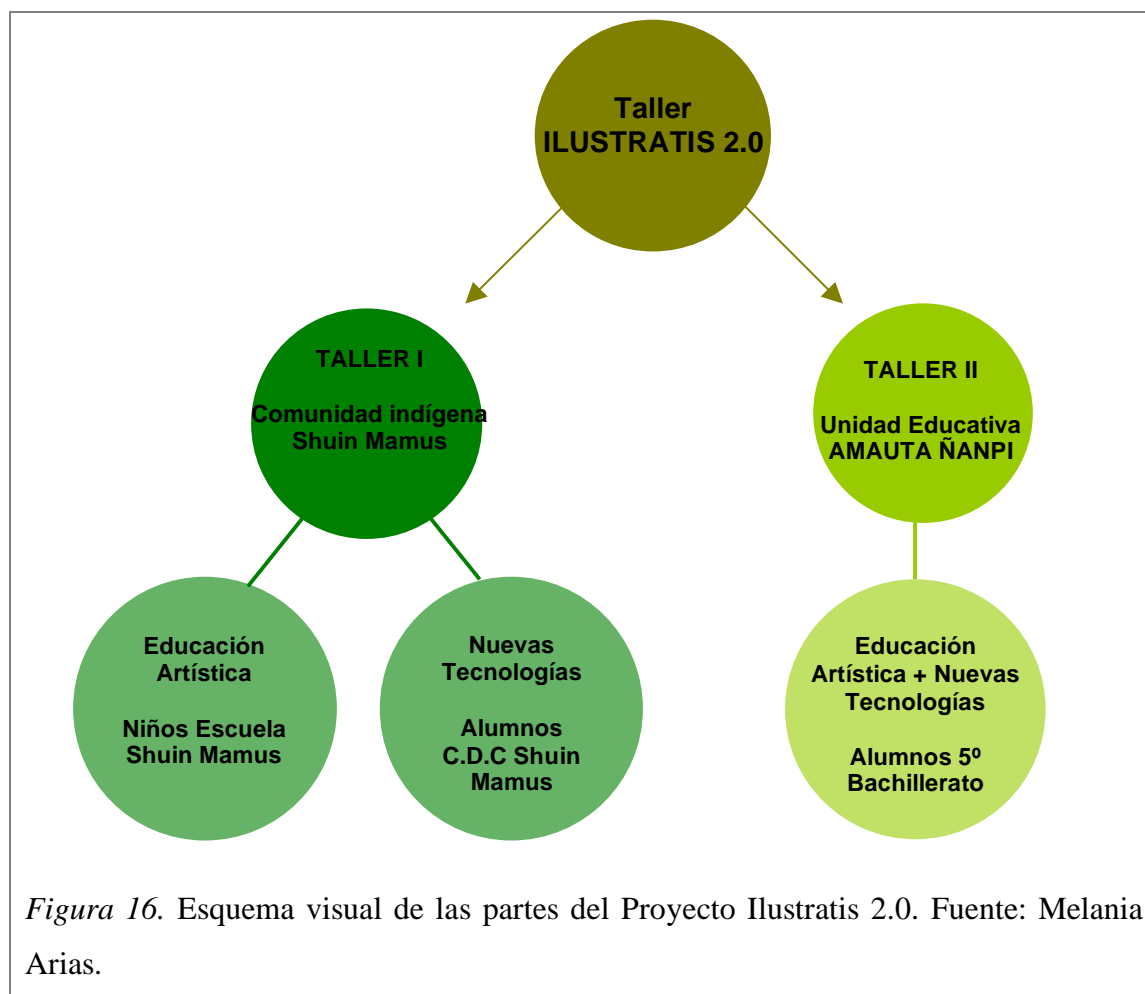 Taller
ILUSTRATIS 2.0
TALLER I
Comunidad indígena
Shuin Mamus
TALLER II
Unidad Educativa
AMAUTA ÑANPI
Educación
Artística
Niños Escuela
Shuin Mamus
Nuevas
Tecnologías
Alumnos
C.D.C Shuin
Mamus
Educación
Artística + Nuevas
Tecnologías
Alumnos 5º
Bachillerato
Figura 16. Esquema visual de las partes del Proyecto Ilustratis 2.0. Fuente: Melania
Arias.